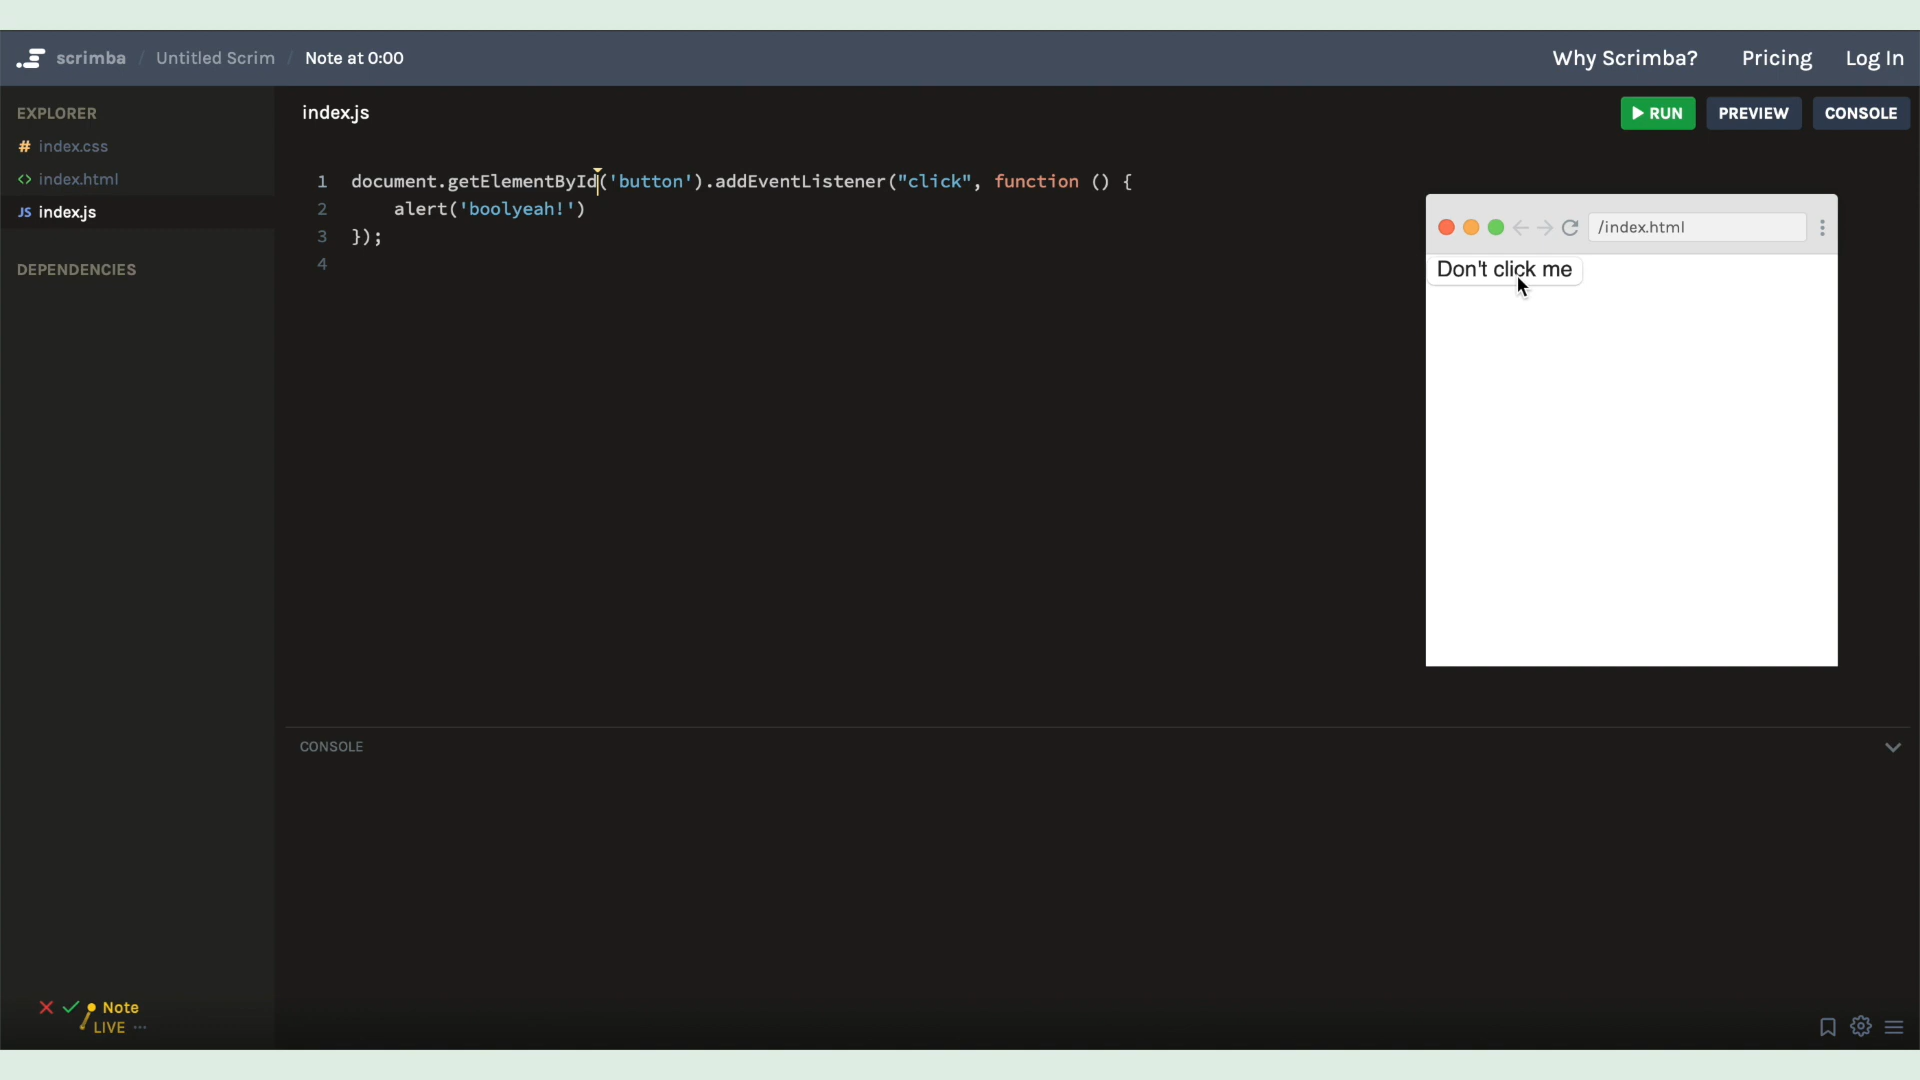 scrimba / Untitled Scrim / Note at 0:00
Why Scrimba? Pricing Log In
EXPLORER
# index.css
<> index.html
JS index.js
DEPENDENCIES
index.js
RUN PREVIEW CONSOLE
1 document.getElementById('button').addEventListener("click", function () {
2     alert('boolyeah!')
3 });
4
/index.html
Don't click me
CONSOLE
Note
LIVE ...